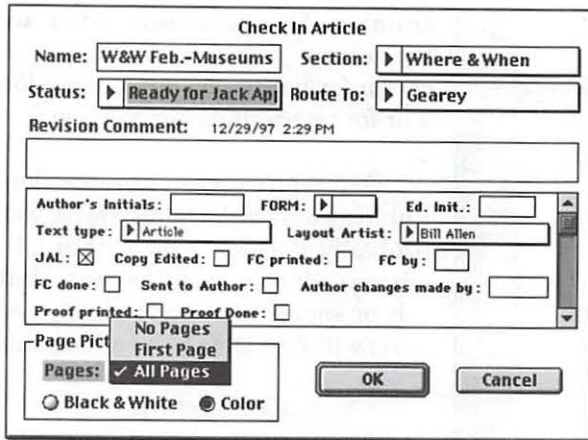 Check In Article
Name: W&W Feb.-Museums Section: Where & When
Status: Ready for Jack App Route To: Gearey
Revision Comment: 12/29/97 2:29 PM
Author's Initials: FORM: Ed. Init.:
Text type: Article Layout Artist: Bill Allen
JAL: Copy Edited: FC printed: FC by:
FC done: Sent to Author: Author changes made by:
Proof printed: Proof Done:
No Pages
Page Pict
First Page
Pages: ✓ All Pages
Black & White Color
OK Cancel